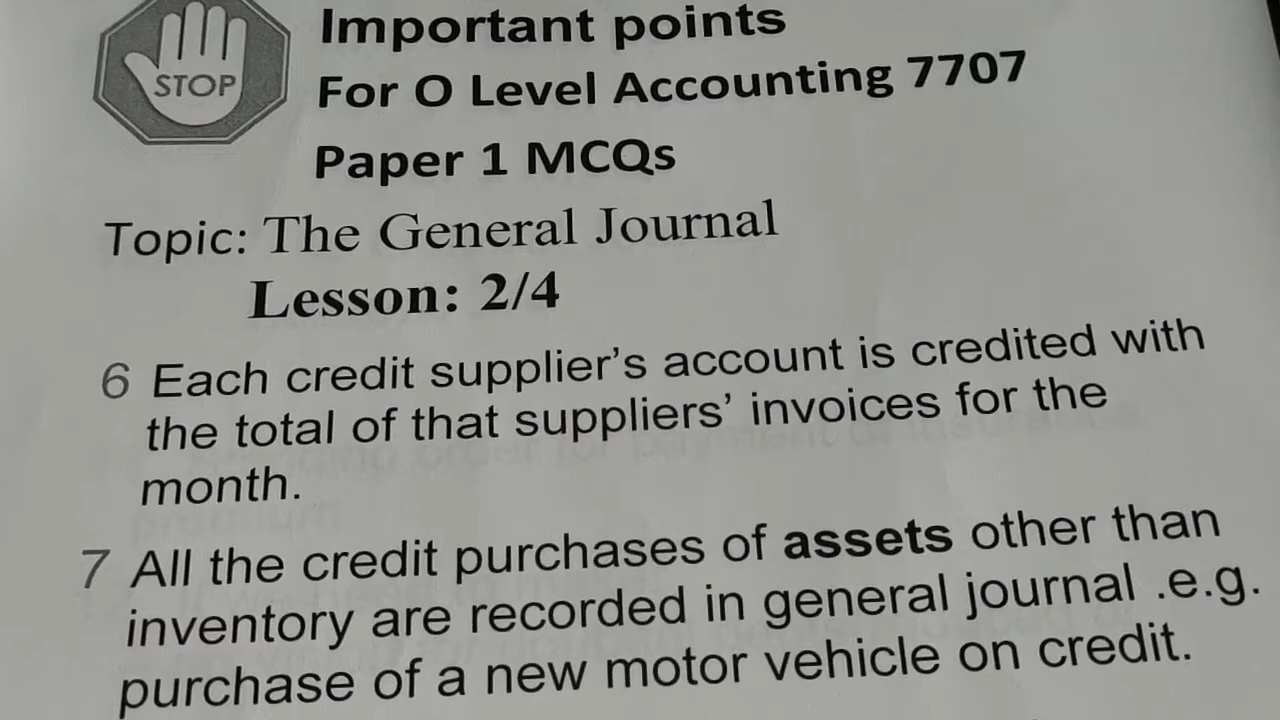 STOP
Important points
For O Level Accounting 7707
Paper 1 MCQs
Topic: The General Journal
Lesson: 2/4
6 Each credit supplier's account is credited with
the total of that suppliers' invoices for the
month.
7 All the credit purchases of assets other than
inventory are recorded in general journal .e.g.
purchase of a new motor vehicle on credit.